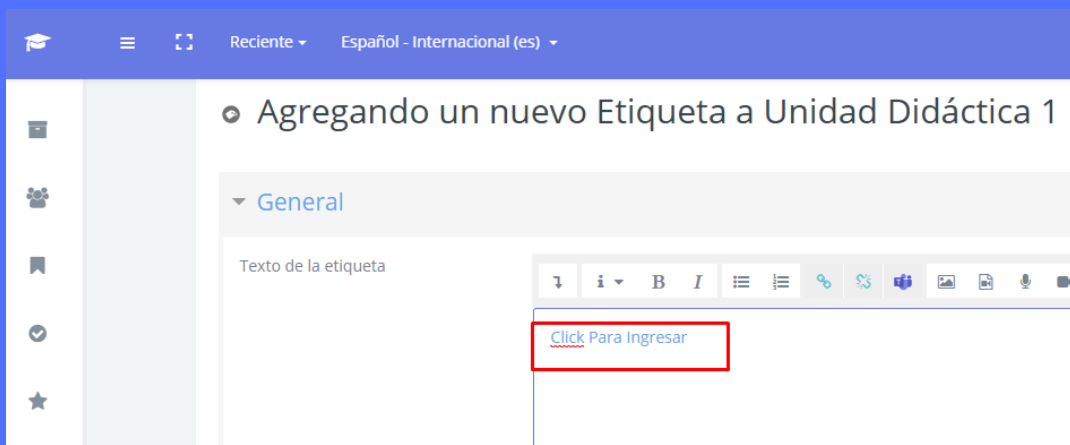 Reciente Español - Internacional (es)
Agregando un nuevo Etiqueta a Unidad Didáctica 1
General
Texto de la etiqueta
i B I
Click Para Ingresar